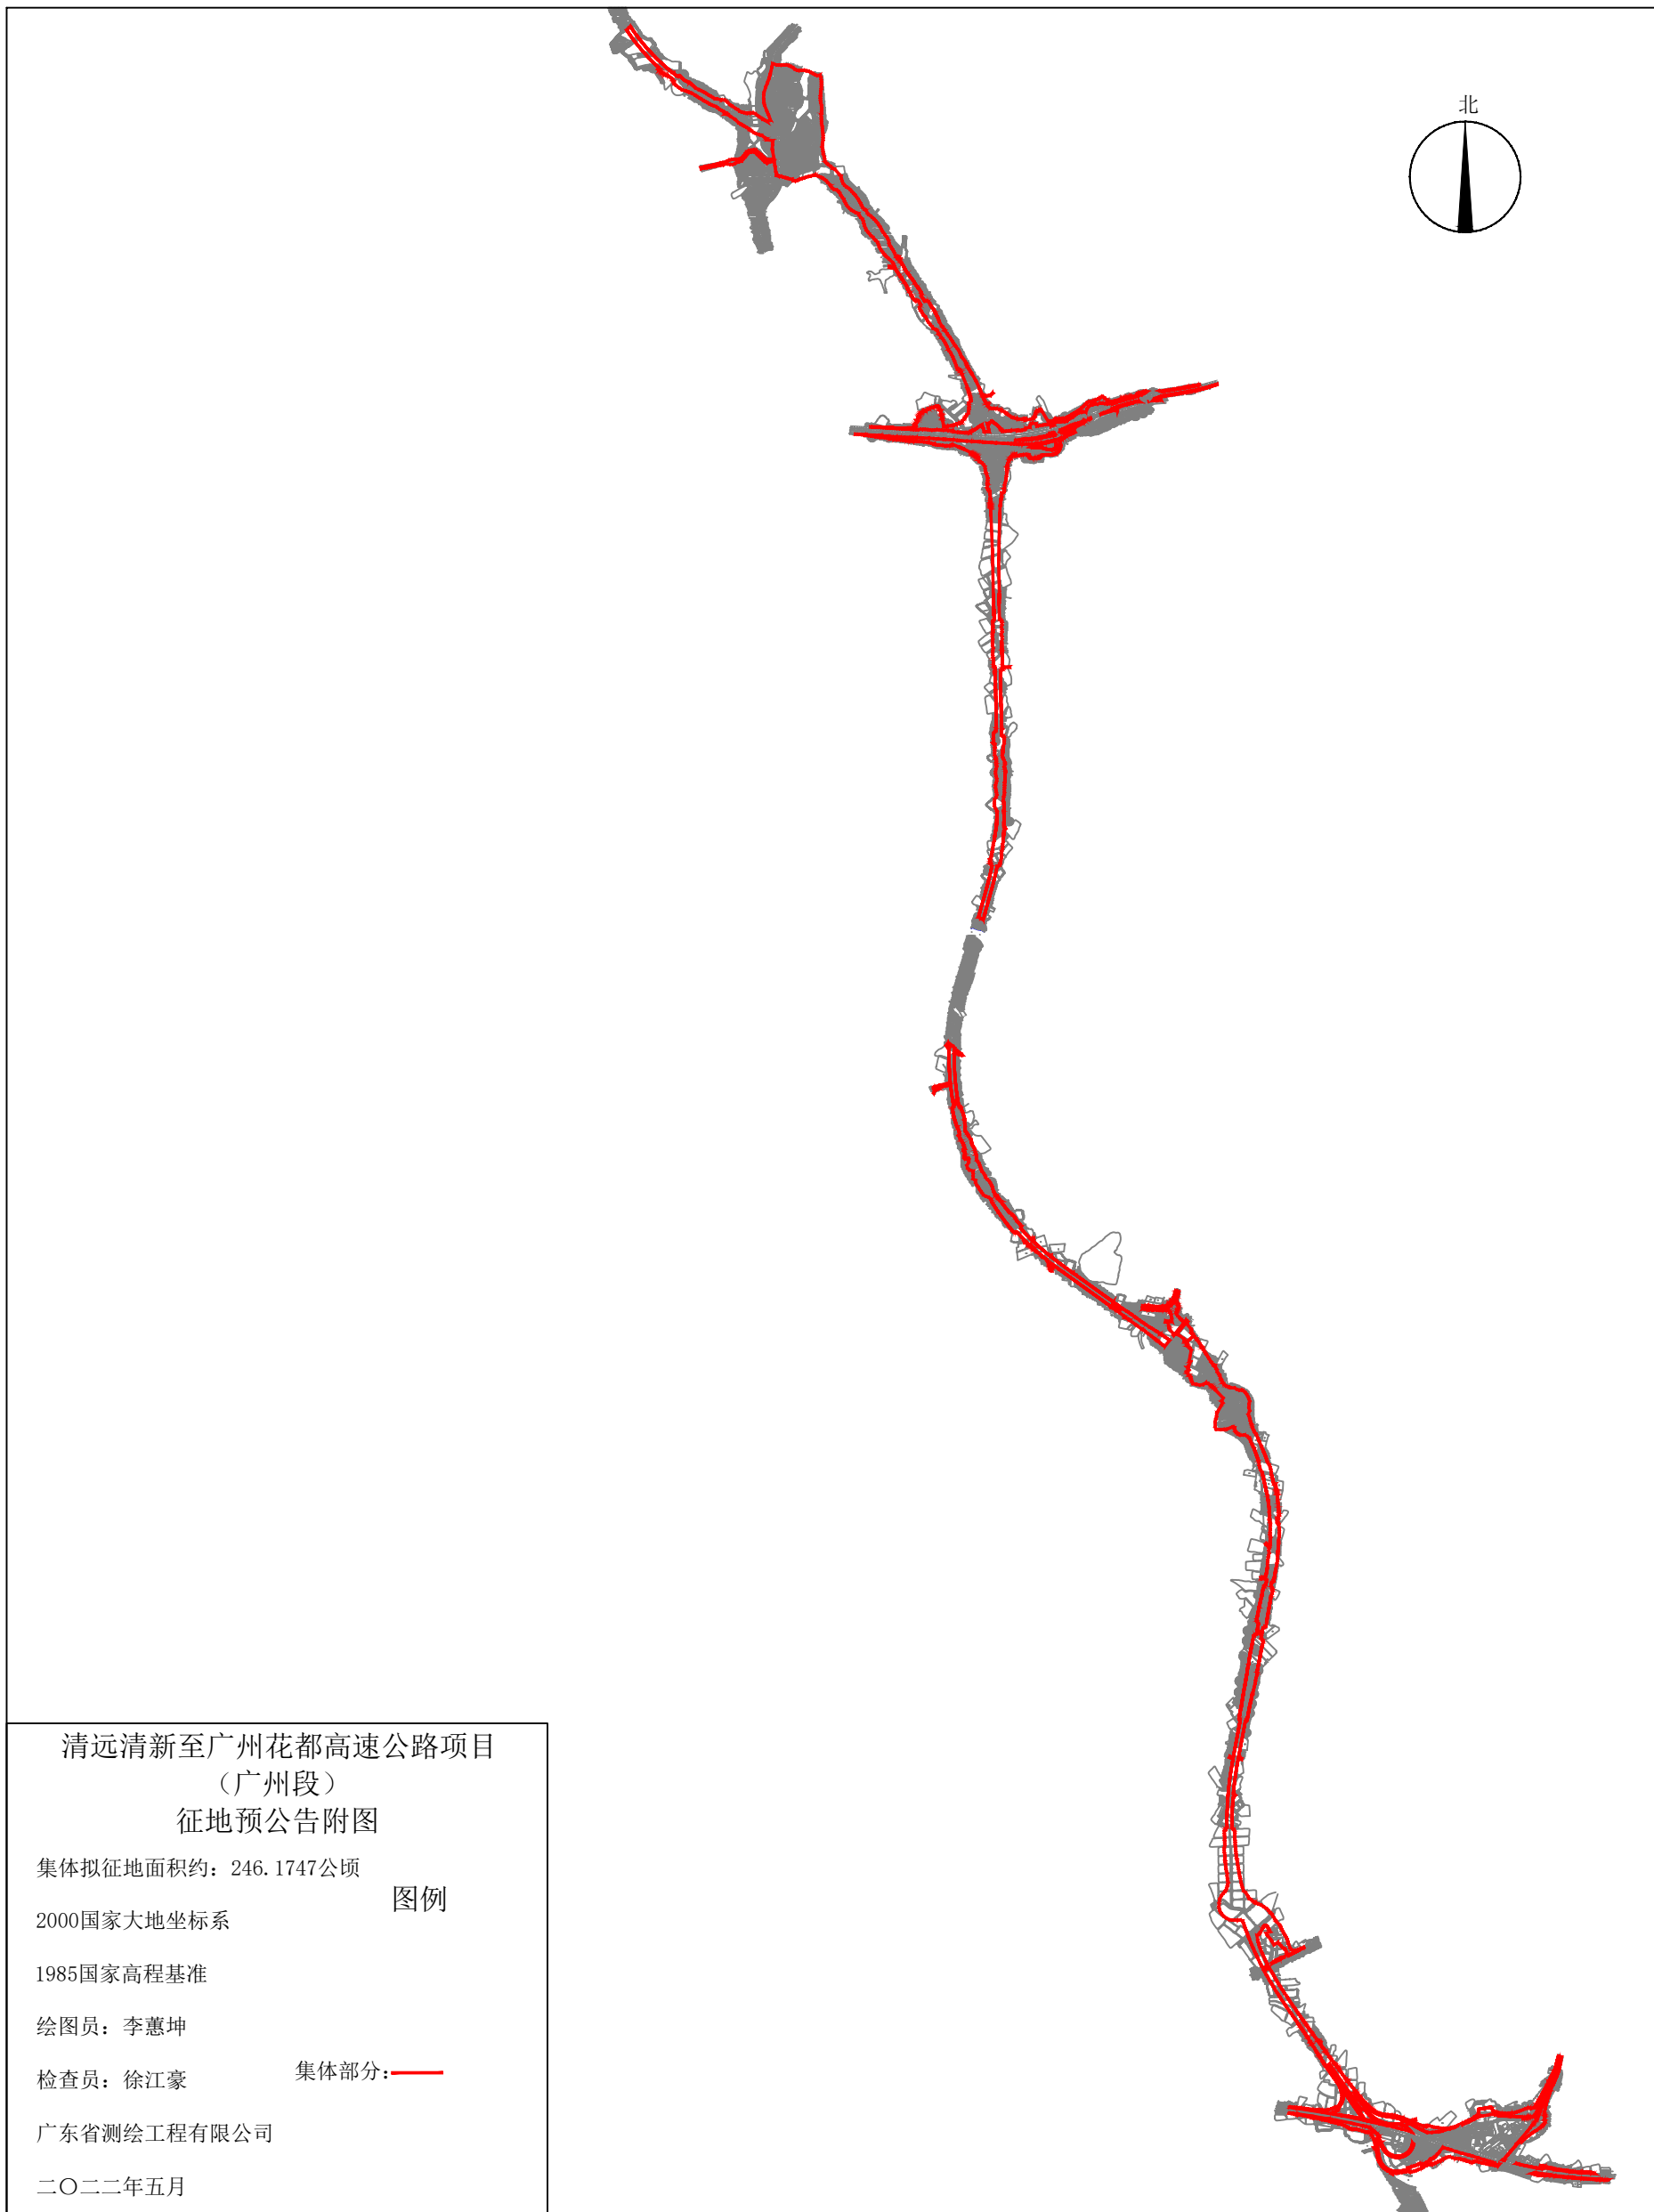 北
清远清新至广州花都高速公路项目
（广州段）
征地预公告附图
集体拟征地面积约：246.1747公顷
图例
2000国家大地坐标系
1985国家高程基准
绘图员：李蕙坤
检查员：徐江豪
集体部分：
广东省测绘工程有限公司
二〇二二年五月